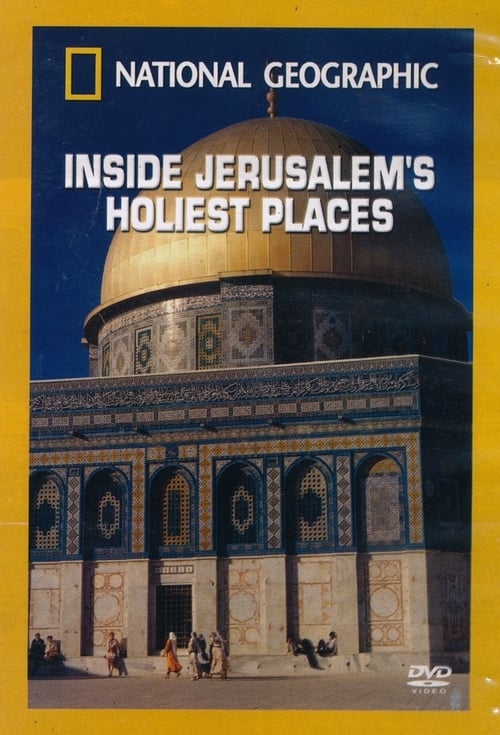 NATIONAL GEOGRAPHIC
INSIDE JERUSALEM'S
HOLIEST PLACES
DVD
VIDEO